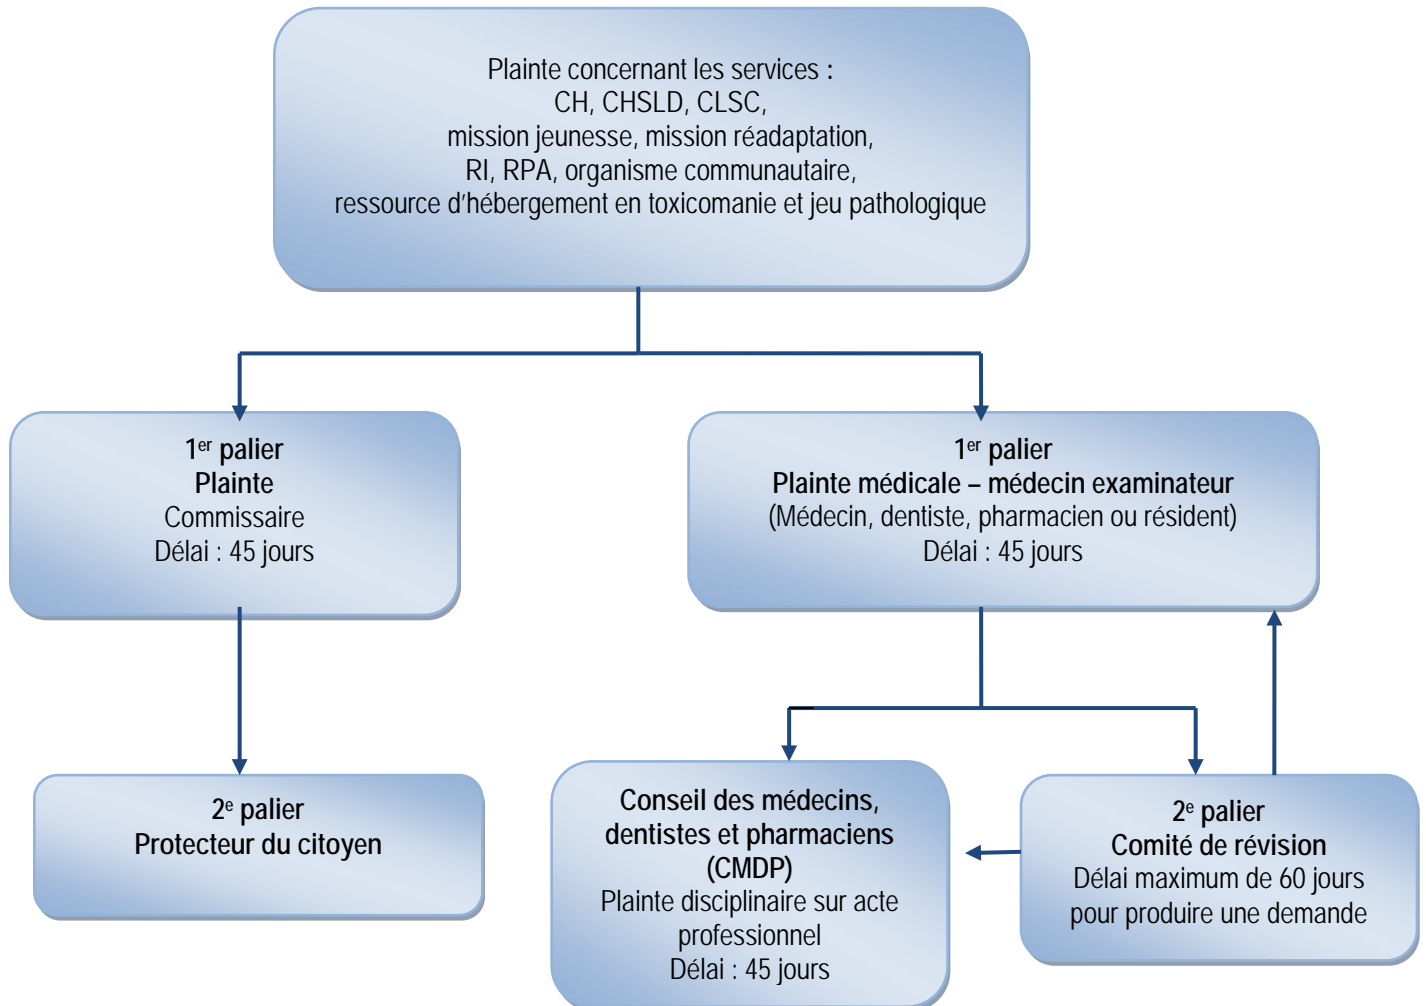 Plainte concernant les services :
CH, CHSLD, CLSC,
mission jeunesse, mission réadaptation,
RI, RPA, organisme communautaire,
ressource d'hébergement en toxicomanie et jeu pathologique
1er palier
Plainte
Commissaire
Délai : 45 jours
1er palier
Plainte médicale – médecin examinateur
(Médecin, dentiste, pharmacien ou résident)
Délai : 45 jours
2e palier
Protecteur du citoyen
Conseil des médecins,
dentistes et pharmaciens
(CMDP)
Plainte disciplinaire sur acte
professionnel
Délai : 45 jours
2e palier
Comité de révision
Délai maximum de 60 jours
pour produire une demande